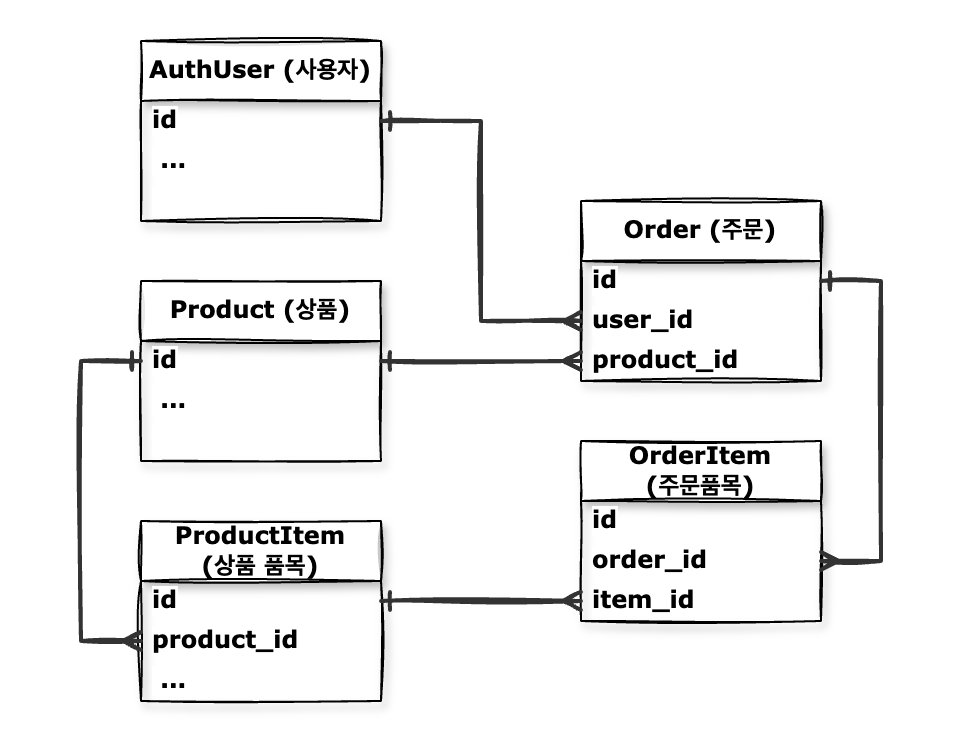 AuthUser (사용자)
id
...
Product (상품)
id
...
ProductItem
(상품 품목)
id
product_id
...
Order (주문)
id
user_id
product_id
OrderItem
(주문품목)
id
order_id
item_id